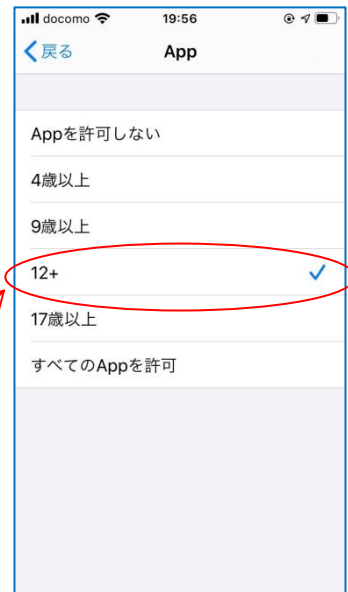 docomo 19:56
戻る App
Appを許可しない
4歳以上
9歳以上
12+
17歳以上
すべてのAppを許可